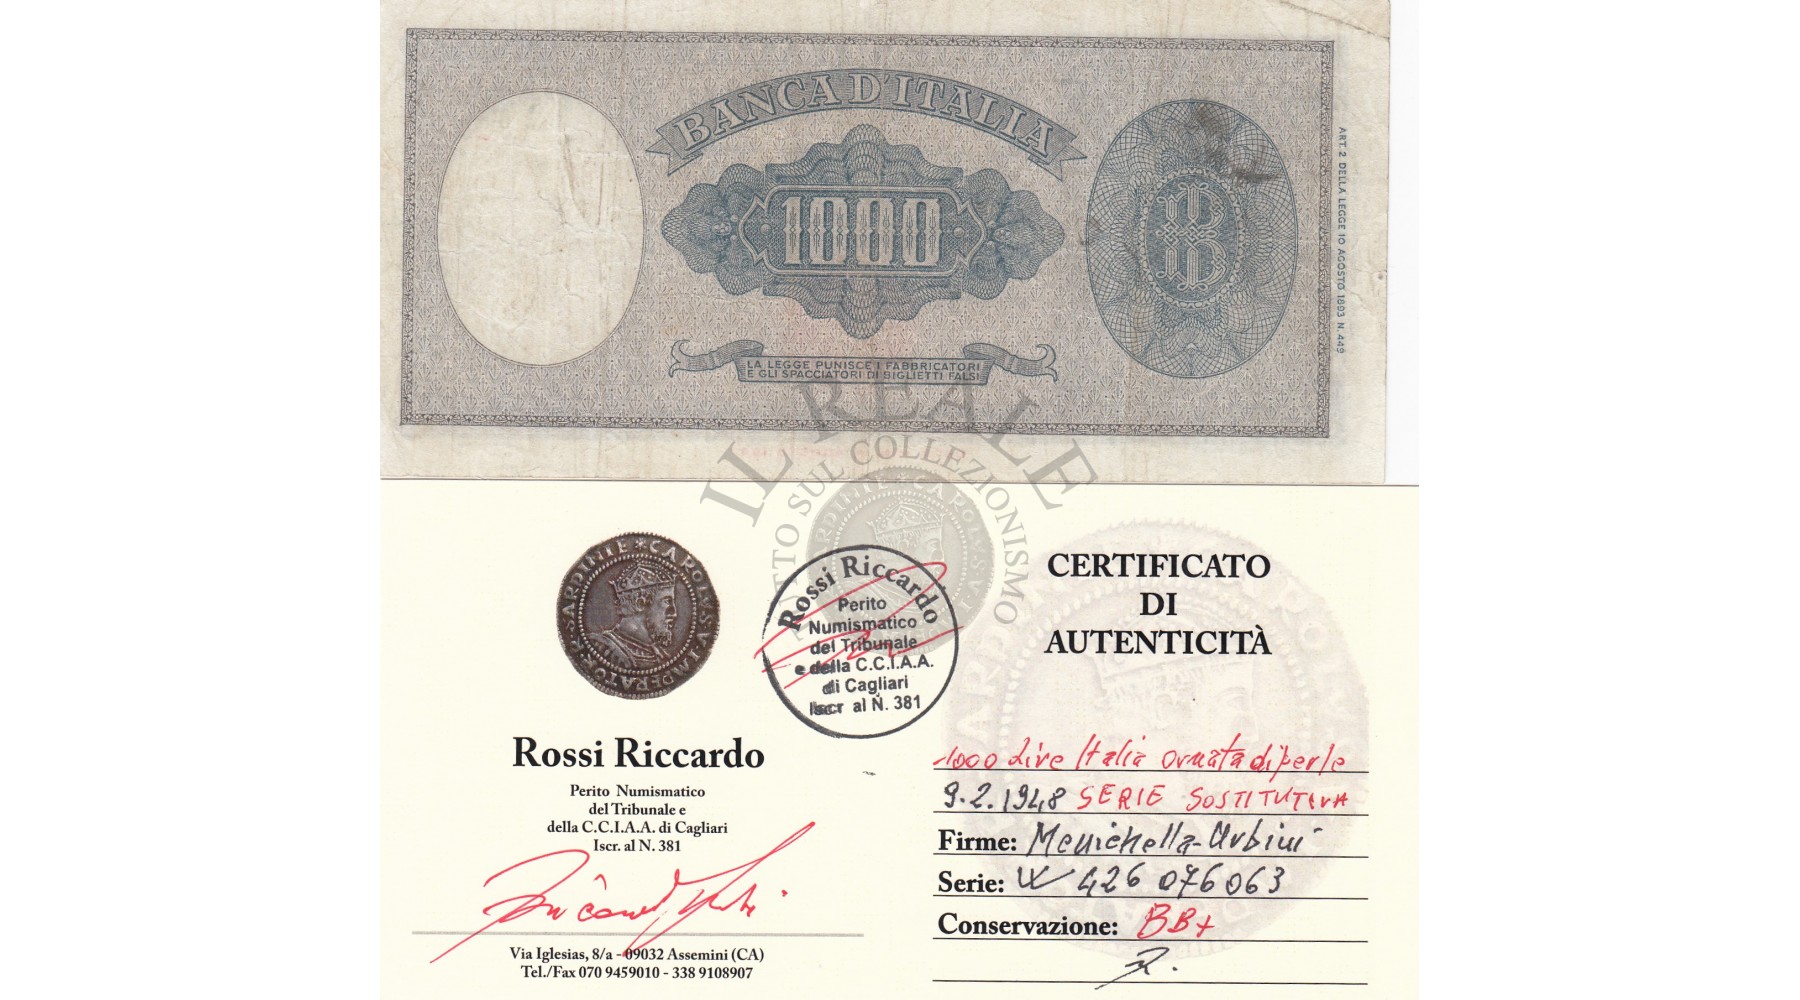 BANCA D'ITALIA
1000
B
ART. 2 DELLA LEGGE 10 AGOSTO 1893 N. 449
LA LEGGE PUNISCE I FABBRICATORI
E GLI SPACCIATORI DI BIGLIETTI FALSI
IL REALE
TUTTO SUL COLLEZIONISMO
Rossi Riccardo
Perito
Numismatico
del Tribunale
e della C.C.I.A.A.
di Cagliari
Iscr al N. 381
CERTIFICATO
DI
AUTENTICITÀ
Rossi Riccardo
Perito Numismatico
del Tribunale e
della C.C.I.A.A. di Cagliari
Iscr. al N. 381
Via Iglesias, 8/a - 09032 Assemini (CA)
Tel./Fax 070 9459010 - 338 9108907
1000 Lire Italia ornata di perle
9.2.1948 SERIE SOSTITUTIVA
Firme: Menichella-Urbini
Serie: W 426 076063
Conservazione: BB+